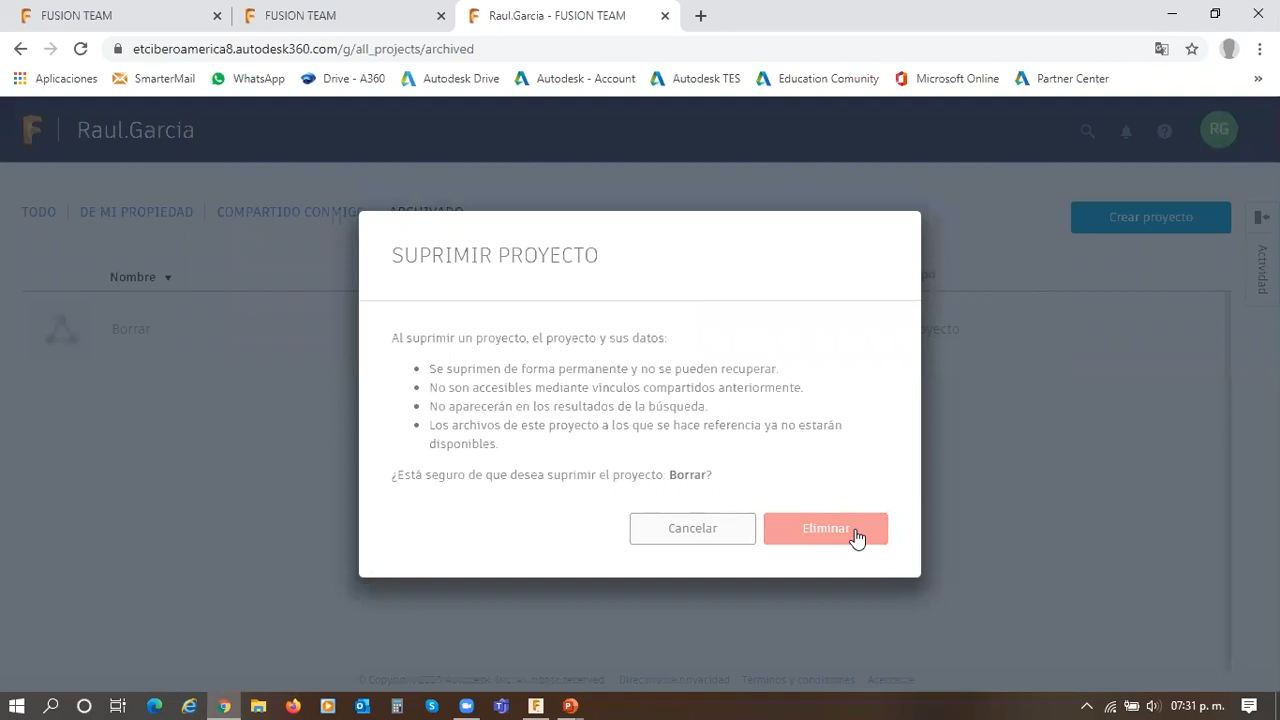 FUSION TEAM
FUSION TEAM
Raul.Garcia - FUSION TEAM
etciberoamerica8.autodesk360.com/g/all_projects/archived
Aplicaciones SmarterMail WhatsApp Drive - A360 Autodesk Drive Autodesk - Account Autodesk TES Education Comunity Microsoft Online Partner Center »
Raul.Garcia RG
TODO DE MI PROPIEDAD COMPARTIDO CONMIGO ARCHIVADO
Crear proyecto
Actividad
Nombre
Borrar
SUPRIMIR PROYECTO
Al suprimir un proyecto, el proyecto y sus datos:
• Se suprimen de forma permanente y no se pueden recuperar.
• No son accesibles mediante vínculos compartidos anteriormente.
• No aparecerán en los resultados de la búsqueda.
• Los archivos de este proyecto a los que se hace referencia ya no estarán
disponibles.
¿Está seguro de que desea suprimir el proyecto: Borrar?
Cancelar Eliminar
Términos y condiciones
07:31 p. m.